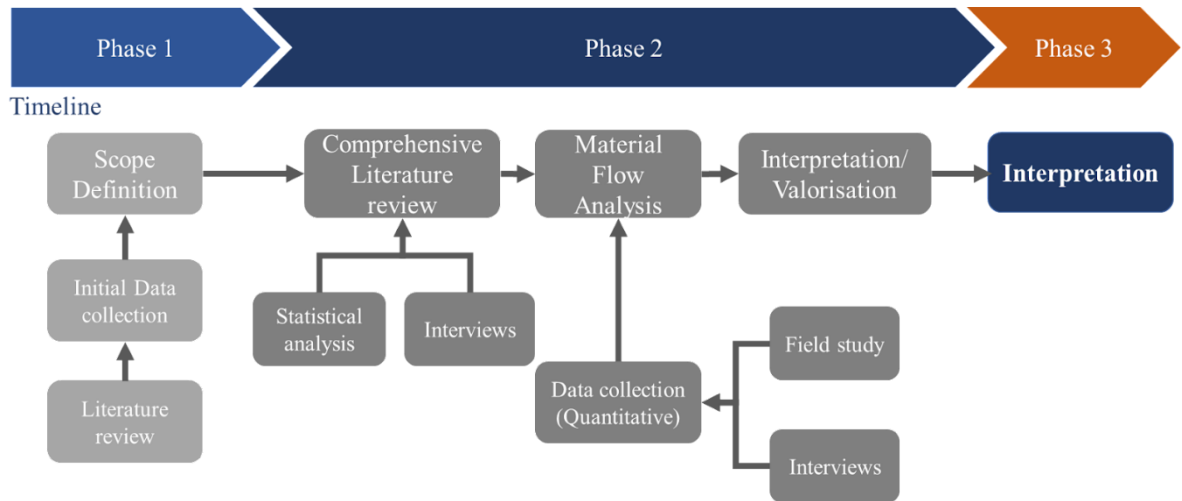 Phase 1
Phase 2
Phase 3
Timeline
Scope
Definition
Comprehensive
Literature
review
Material
Flow
Analysis
Interpretation/
Valorisation
Interpretation
Initial Data
collection
Statistical
analysis
Interviews
Field study
Literature
review
Data collection
(Quantitative)
Interviews